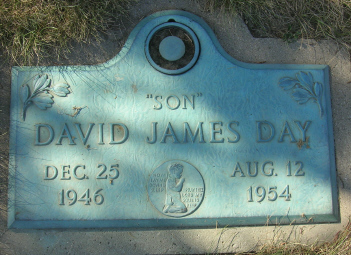 "SON"
DAVID JAMES DAY
DEC. 25 AUG. 12
1946 1954